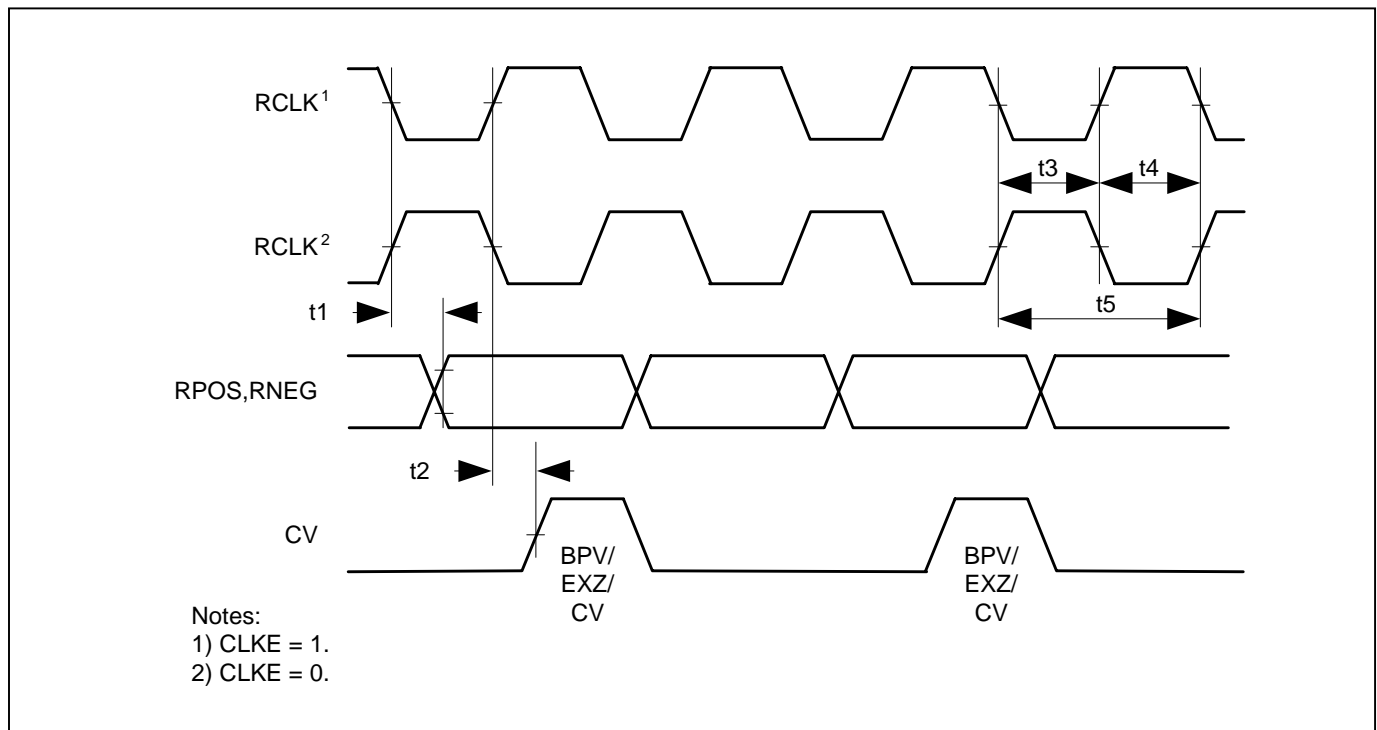 RCLK¹
t3
t4
RCLK²
t1
t5
RPOS,RNEG
t2
CV
BPV/
EXZ/
CV
BPV/
EXZ/
CV
Notes:
1) CLKE = 1.
2) CLKE = 0.